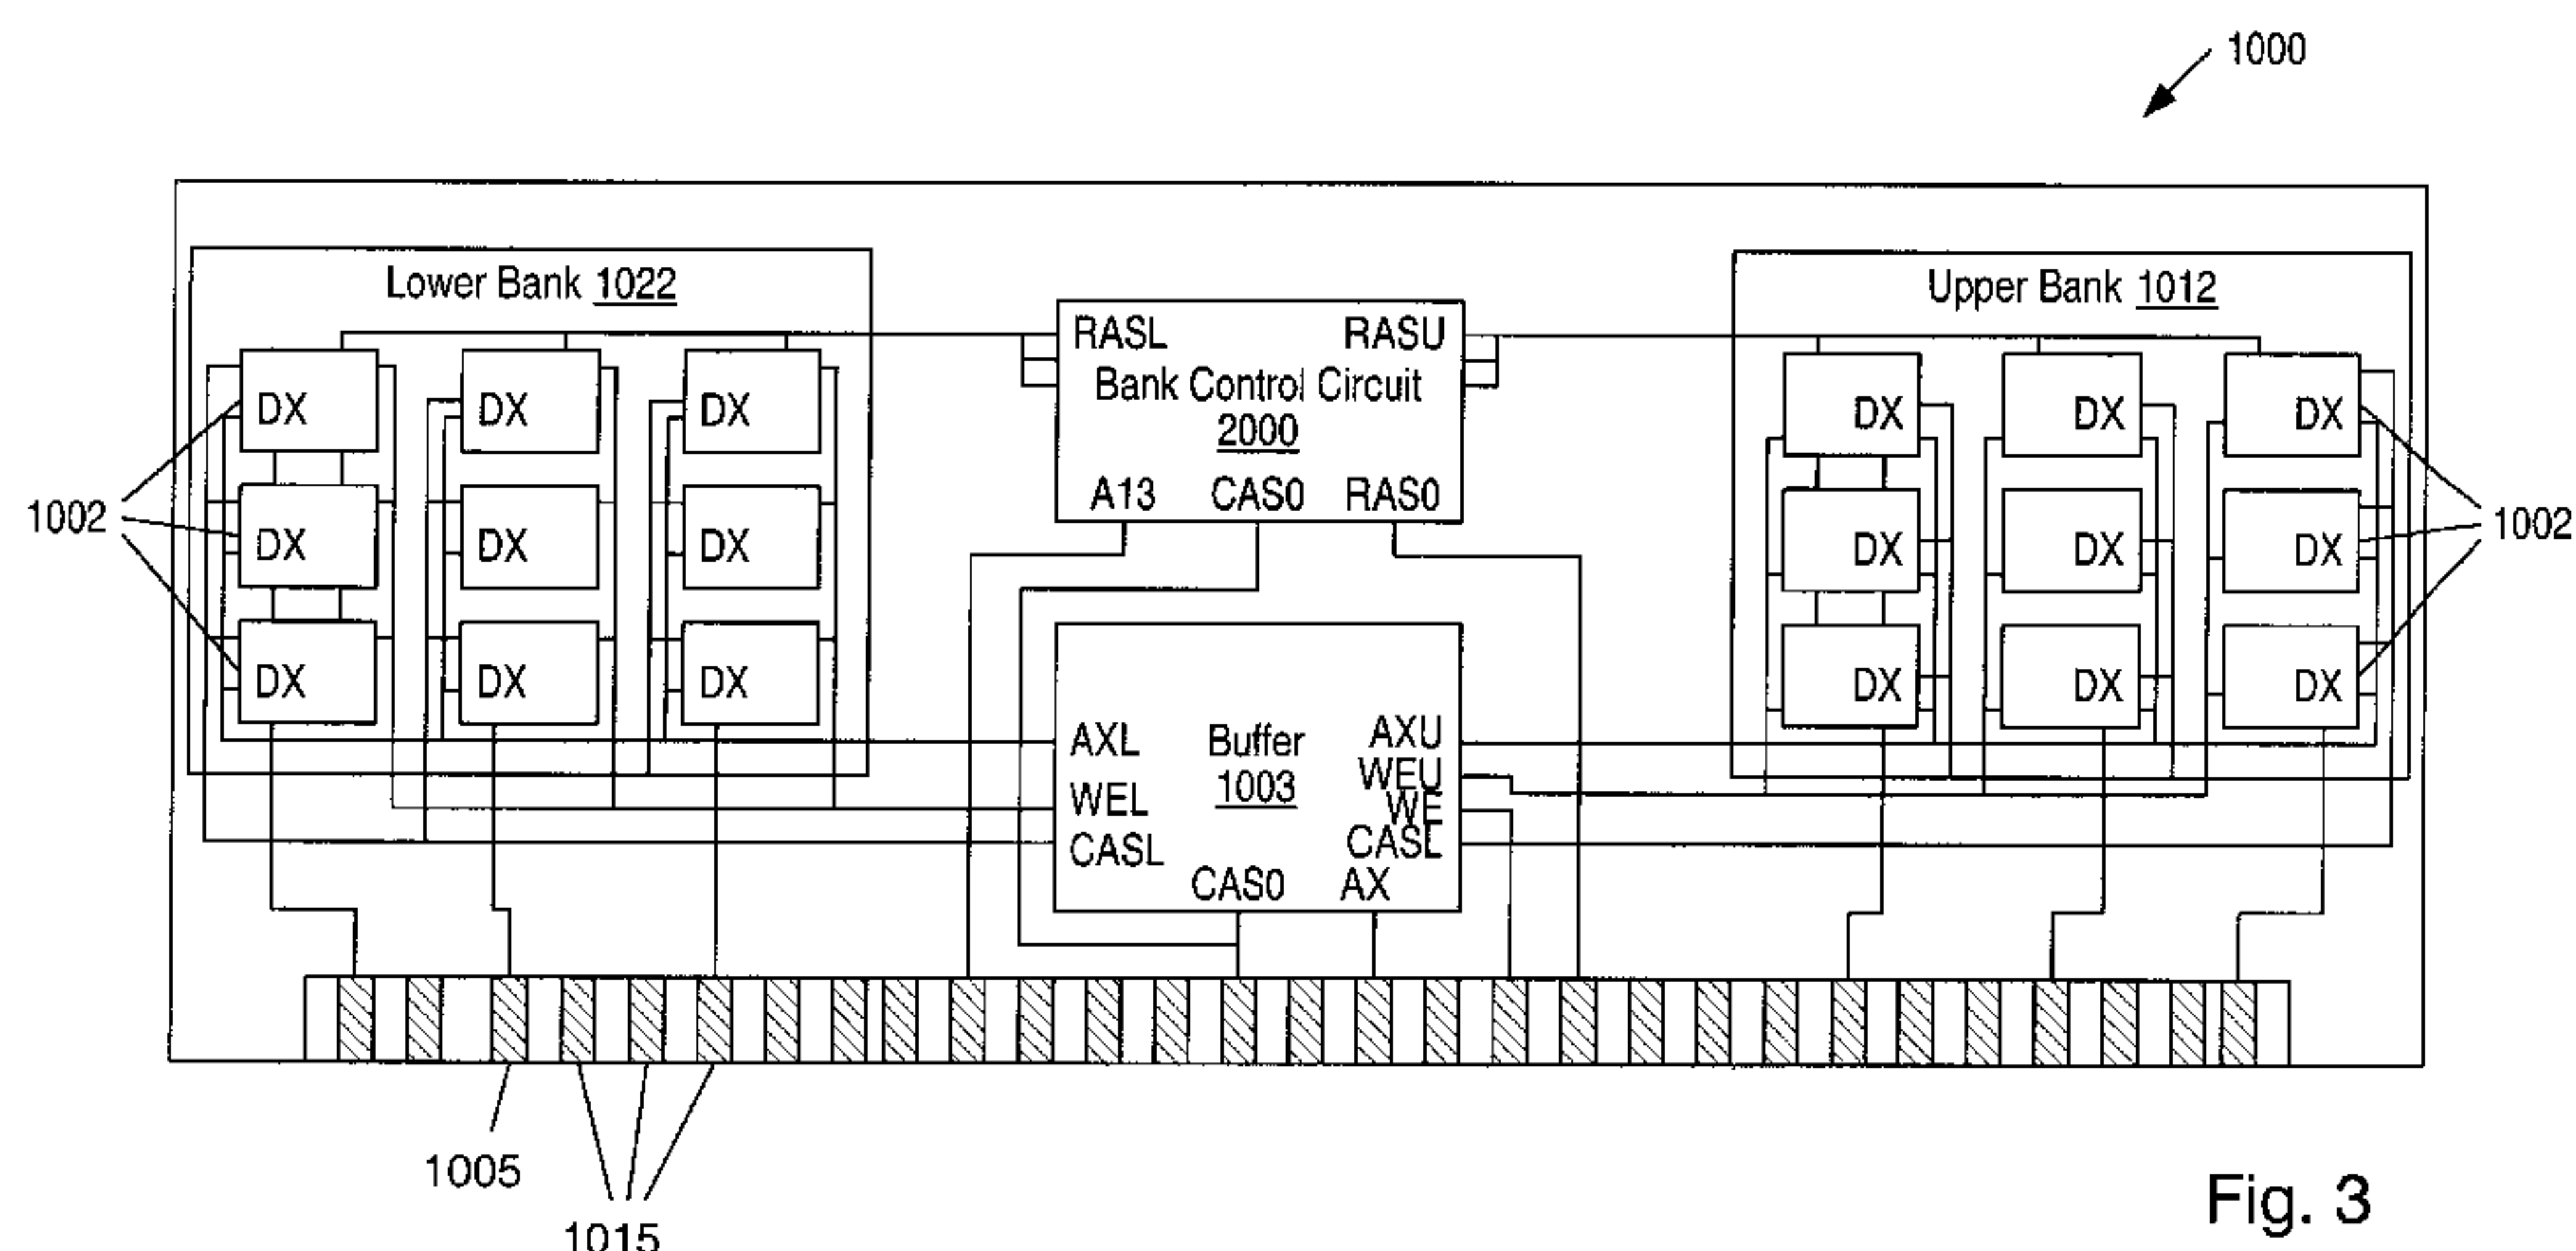 1000
Lower Bank 1022
Upper Bank 1012
RASL RASU
Bank Control Circuit
2000
A13 CAS0 RAS0
DX DX DX
DX DX DX
DX DX DX
DX DX DX
DX DX DX
DX DX DX
1002
1002
AXL Buffer AXU
1003 WEU
WEL WE
CASL CASL
CAS0 AX
1005
1015
Fig. 3